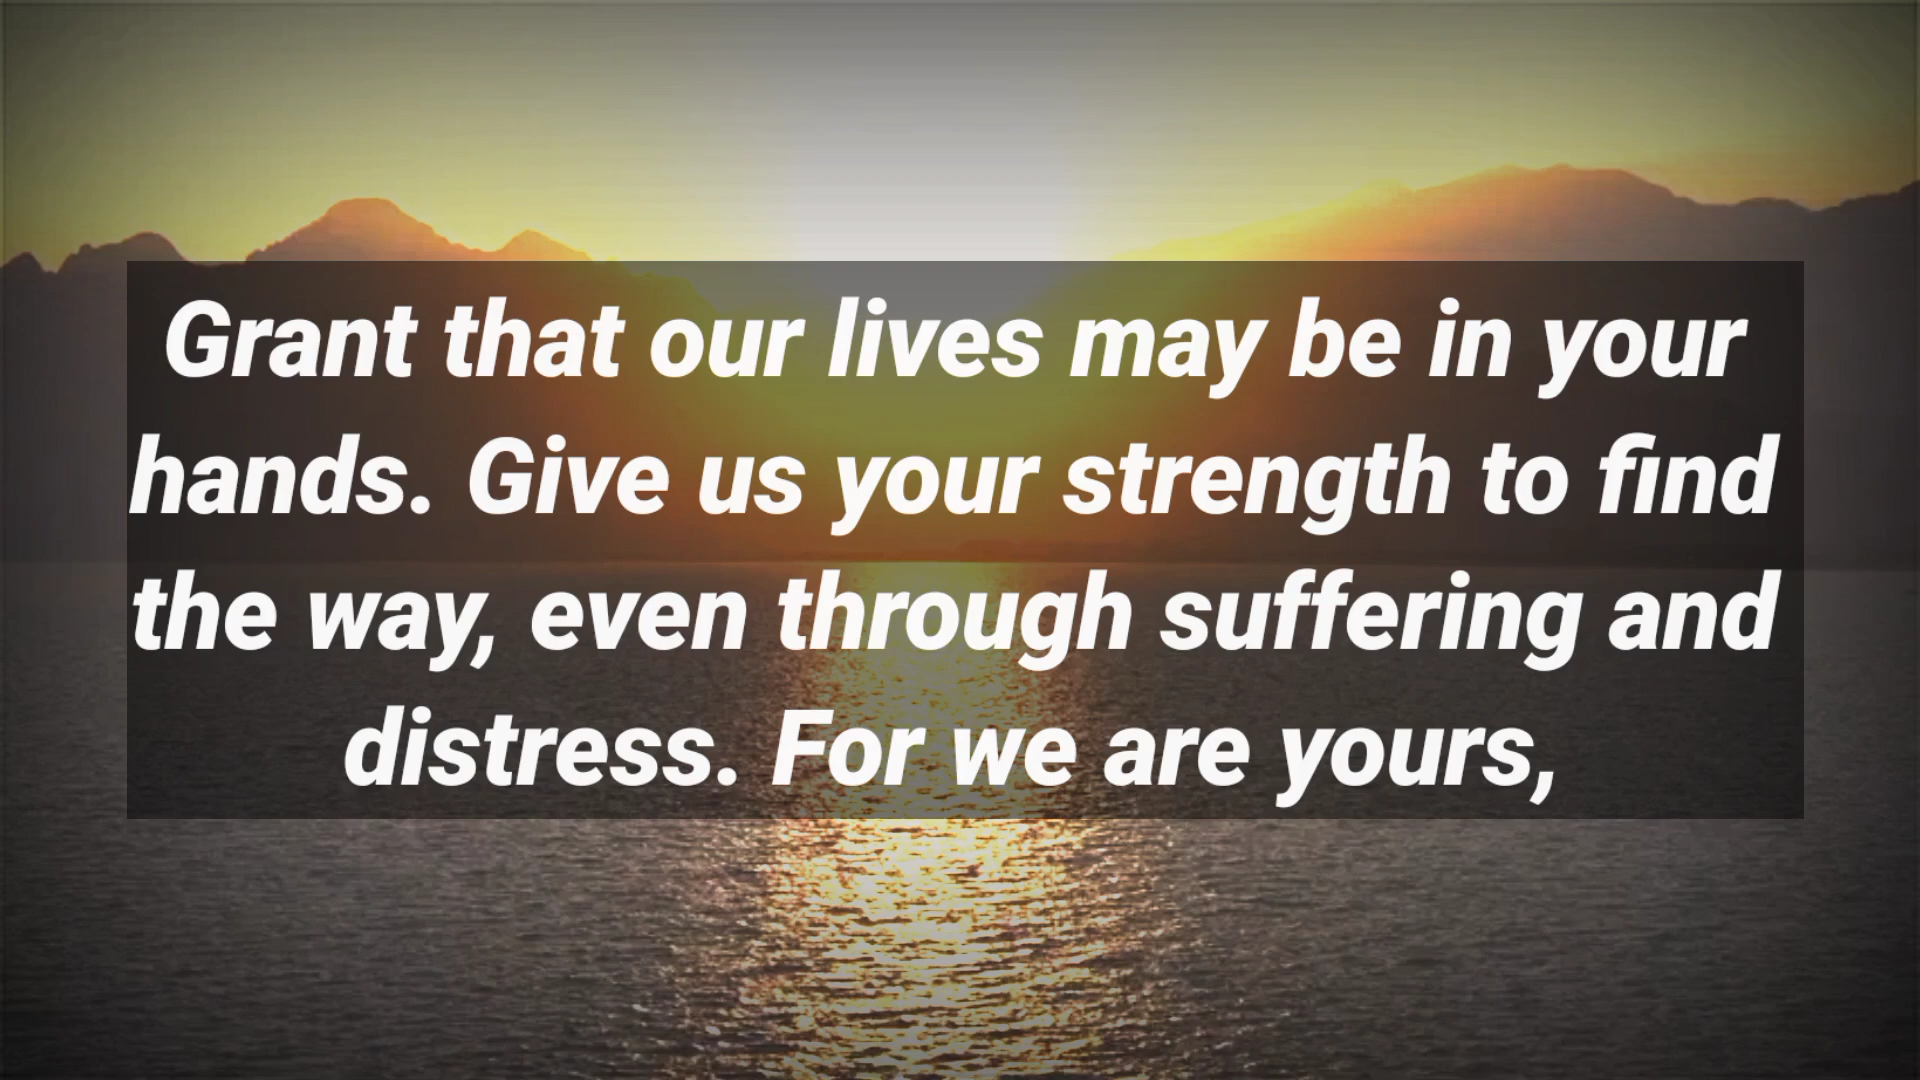 Grant that our lives may be in your
hands. Give us your strength to find
the way, even through suffering and
distress. For we are yours,